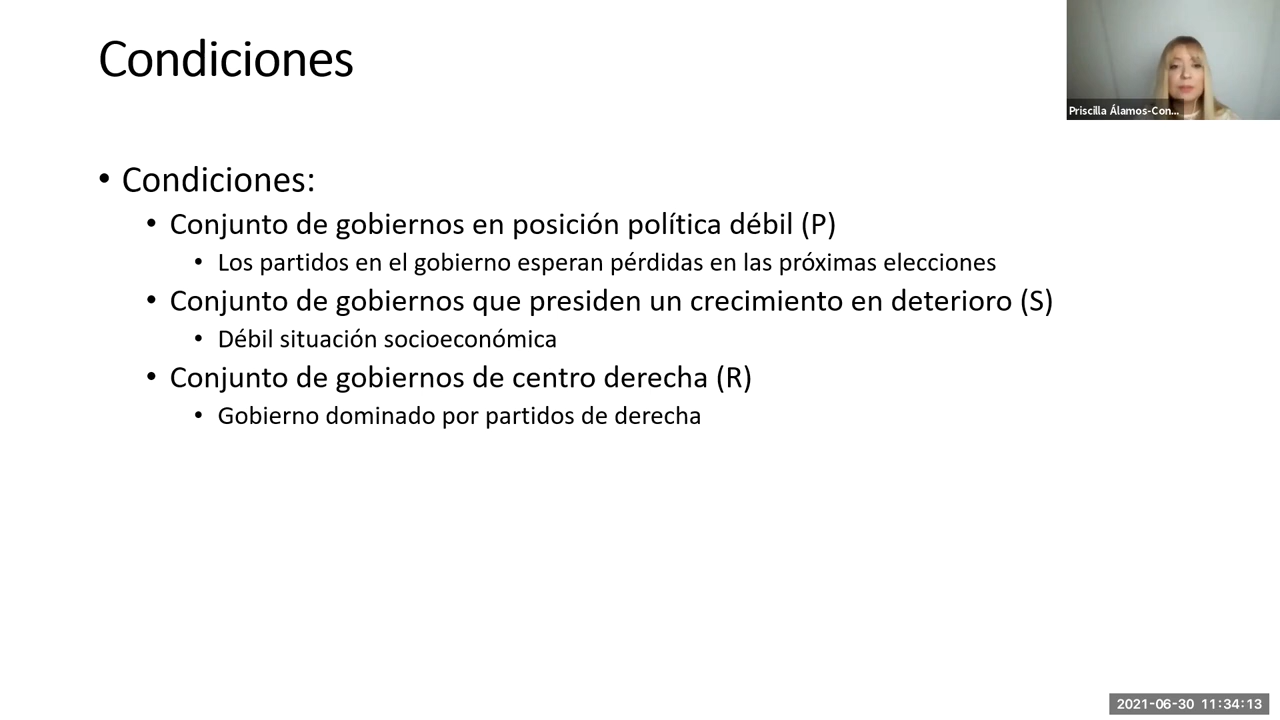 Condiciones
Priscilla Álamos-Con...
• Condiciones:
• Conjunto de gobiernos en posición política débil (P)
• Los partidos en el gobierno esperan pérdidas en las próximas elecciones
• Conjunto de gobiernos que presiden un crecimiento en deterioro (S)
• Débil situación socioeconómica
• Conjunto de gobiernos de centro derecha (R)
• Gobierno dominado por partidos de derecha
2021-06-30 11:34:13